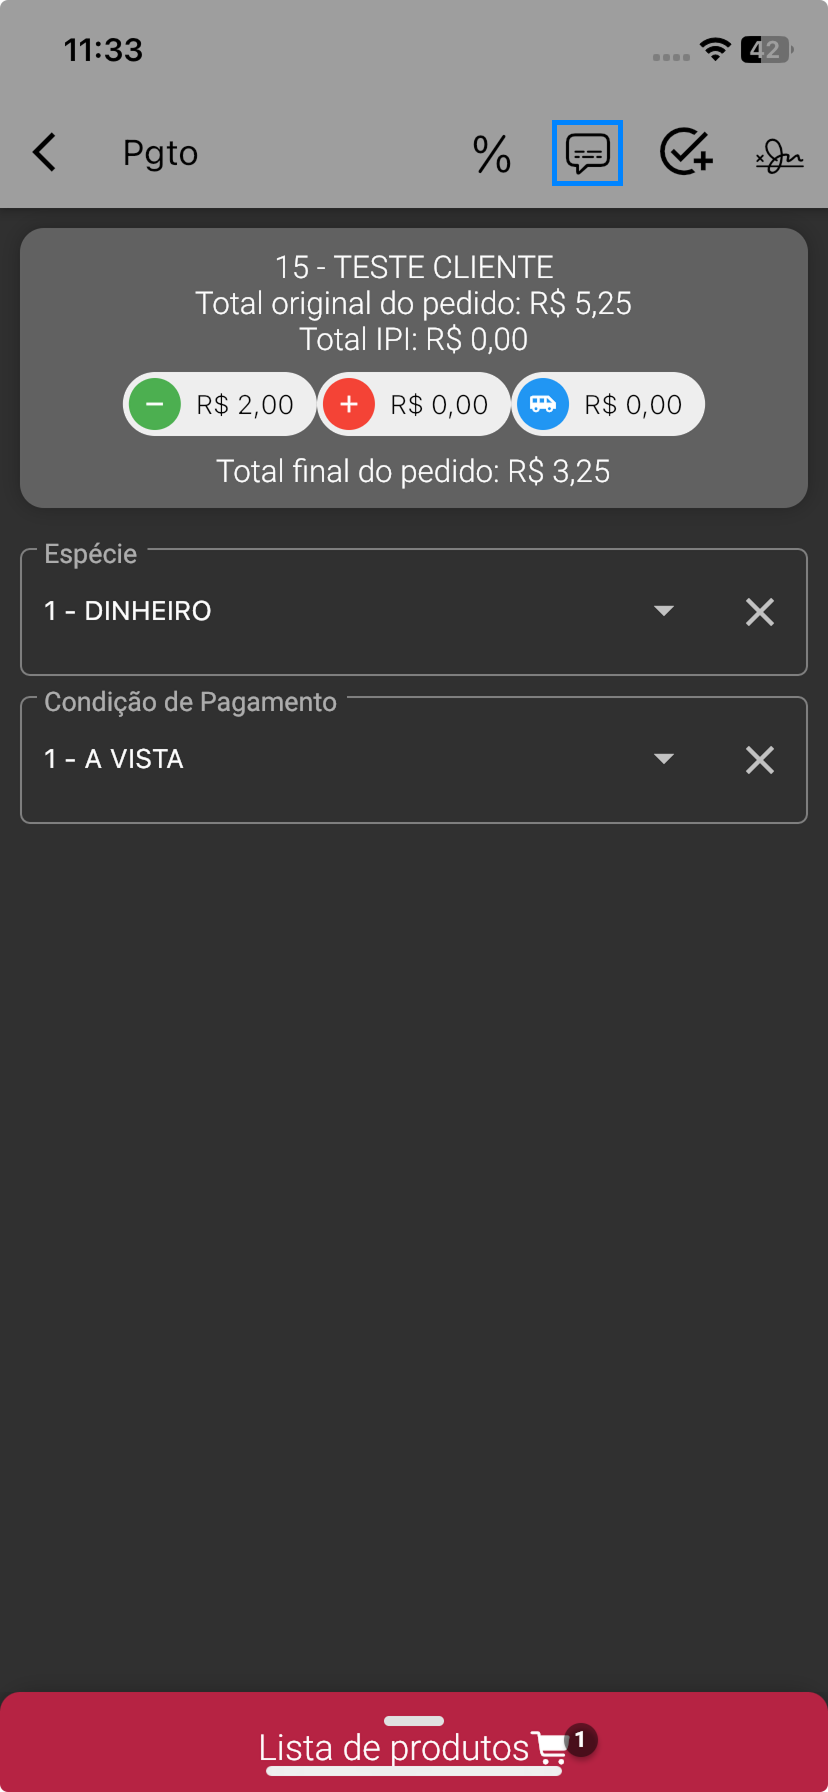 11:33
42
Pgto
%
15 - TESTE CLIENTE
Total original do pedido: R$ 5,25
Total IPI: R$ 0,00
R$ 2,00
R$ 0,00
R$ 0,00
Total final do pedido: R$ 3,25
Espécie
1 - DINHEIRO
Condição de Pagamento
1 - A VISTA
Lista de produtos 1